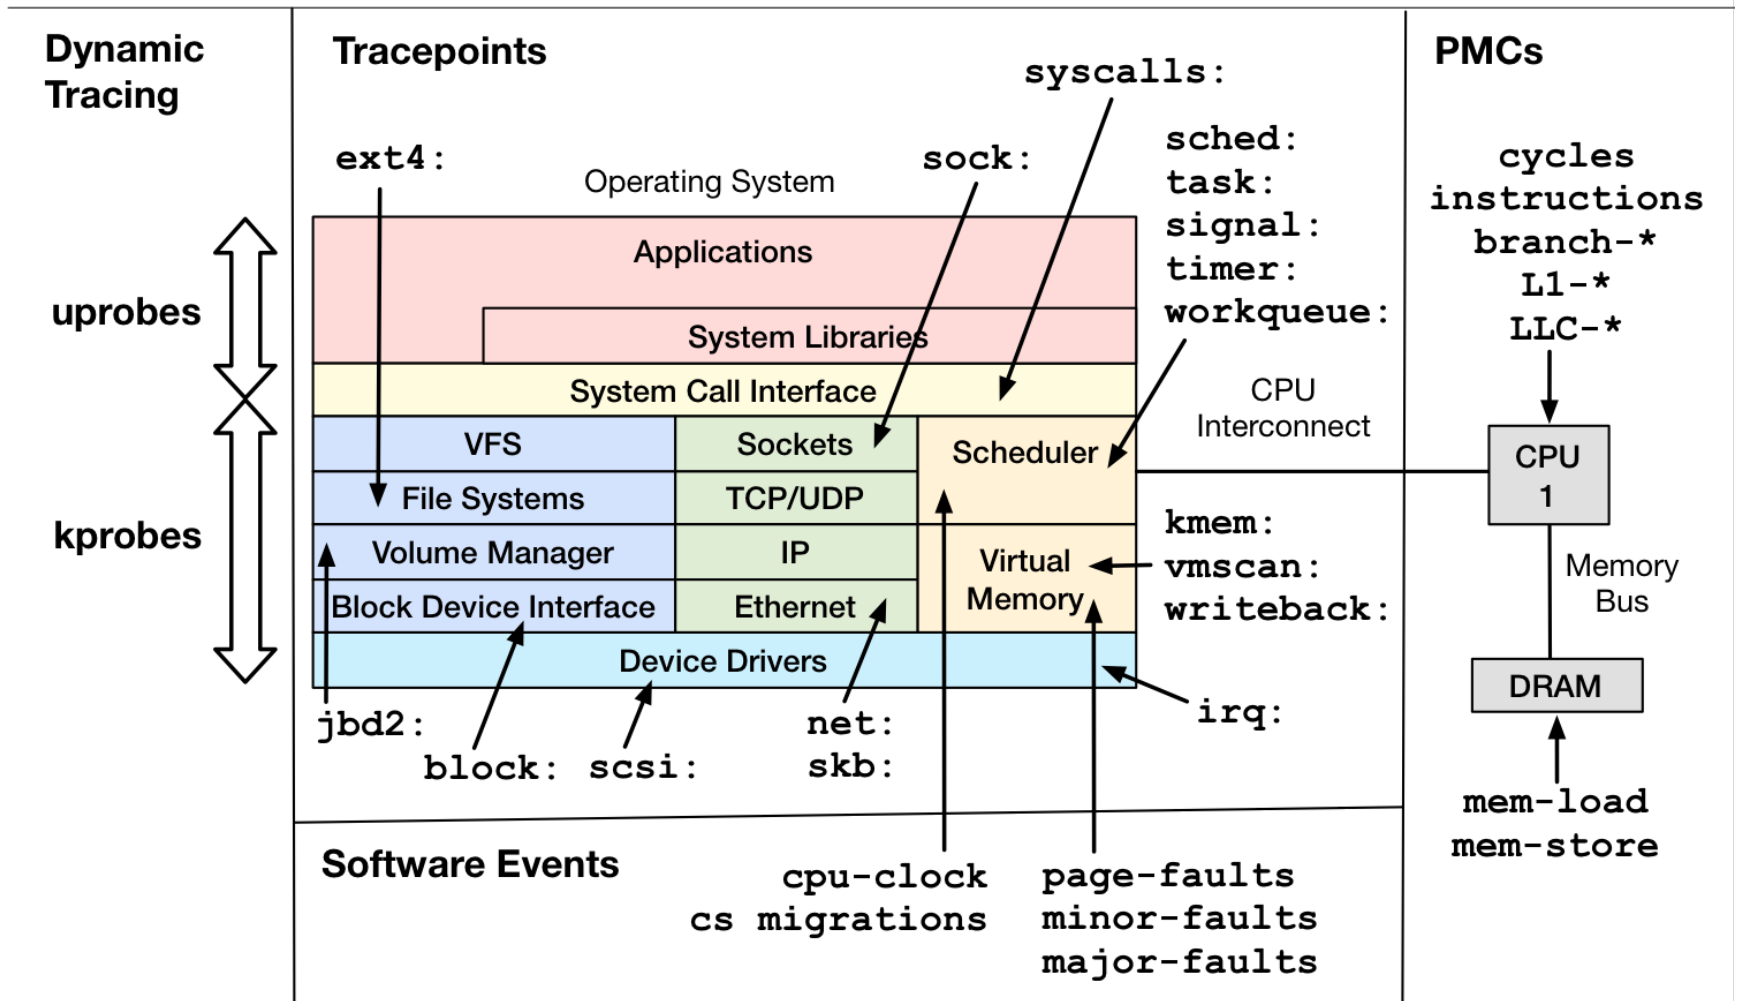 Dynamic
Tracing
uprobes
kprobes
Tracepoints
syscalls:
ext4:
Operating System
sock:
sched:
task:
signal:
timer:
workqueue:
Applications
System Libraries
System Call Interface
VFS
Sockets
Scheduler
File Systems
TCP/UDP
Volume Manager
IP
Virtual
Memory
Block Device Interface
Ethernet
Device Drivers
kmem:
vmscan:
writeback:
jbd2:
block:
scsi:
net:
skb:
irq:
CPU
Interconnect
Software Events
cpu-clock
cs migrations
page-faults
minor-faults
major-faults
PMCs
cycles
instructions
branch-*
L1-*
LLC-*
CPU
1
Memory
Bus
DRAM
mem-load
mem-store